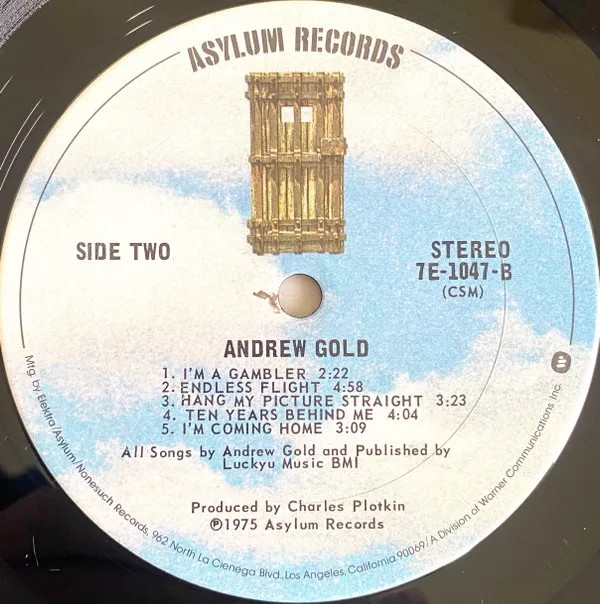 ASYLUM RECORDS
SIDE TWO
STEREO
7E-1047-B
(CSM)
ANDREW GOLD
1. I'M A GAMBLER 2:22
2. ENDLESS FLIGHT 4:58
3. HANG MY PICTURE STRAIGHT 3:23
4. TEN YEARS BEHIND ME 4:04
5. I'M COMING HOME 3:09
All Songs by Andrew Gold and Published by
Luckyu Music BMI
Produced by Charles Plotkin
℗1975 Asylum Records
Mfg. by Elektra/Asylum/Nonesuch Records, 962 North La Cienega Blvd., Los Angeles, California 90069/A Division of Warner Communications Inc.